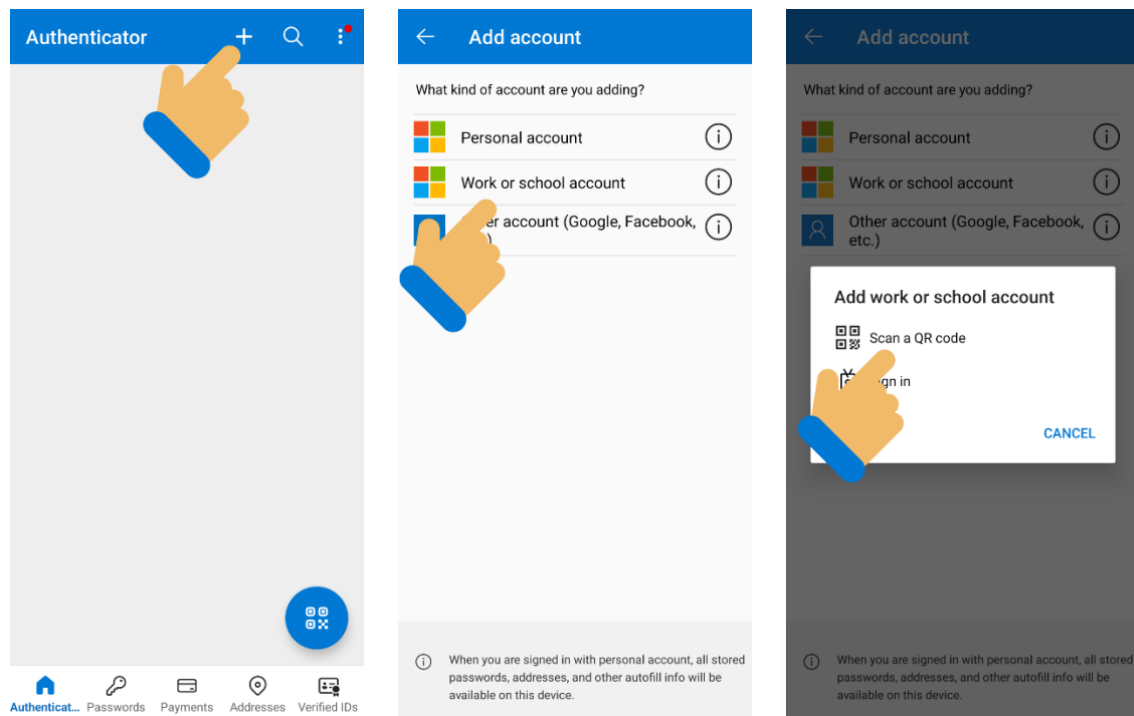 Authenticator
Authenticat...
Passwords
Payments
Addresses
Verified IDs
Add account
What kind of account are you adding?
Personal account
Work or school account
er account (Google, Facebook,
)
When you are signed in with personal account, all stored
passwords, addresses, and other autofill info will be
available on this device.
Add account
What kind of account are you adding?
Personal account
Work or school account
Other account (Google, Facebook,
etc.)
Add work or school account
Scan a QR code
gn in
CANCEL
When you are signed in with personal account, all stored
passwords, addresses, and other autofill info will be
available on this device.